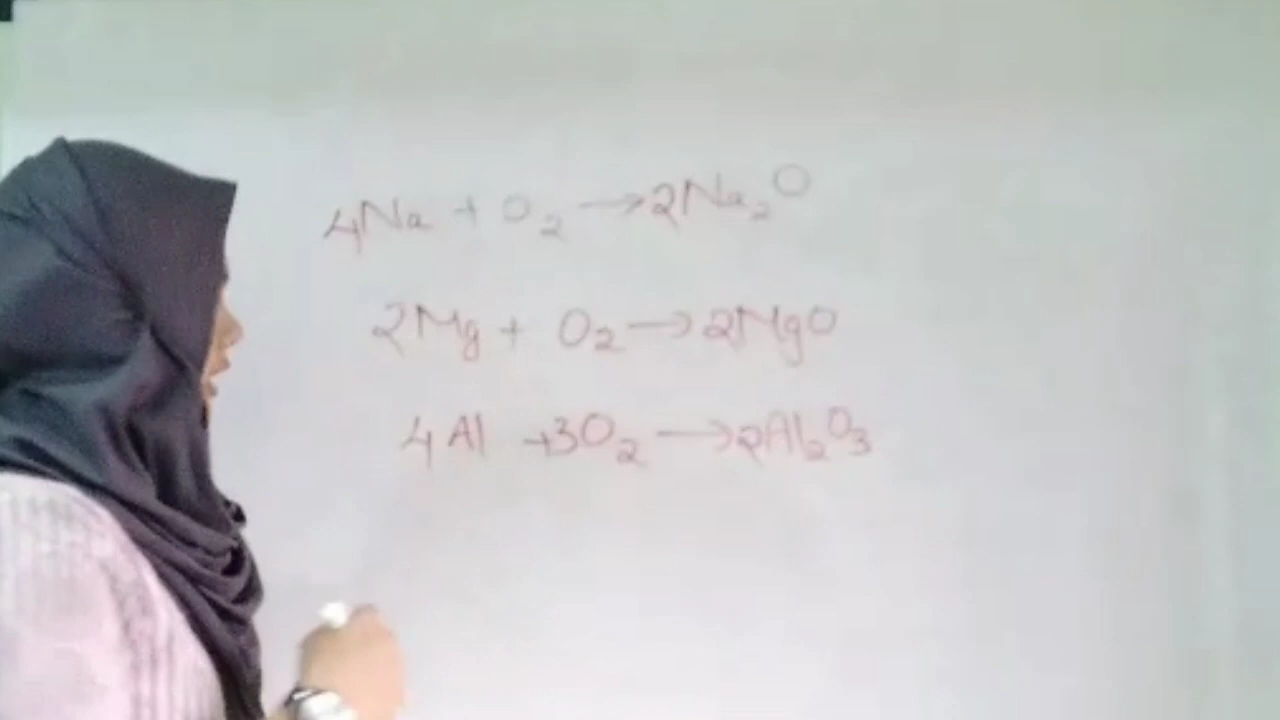 4Na + O₂ → 2Na₂O
2Mg + O₂ → 2MgO
4Al + 3O₂ → 2Al₂O₃